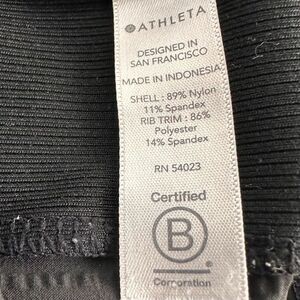 ATHLETA
DESIGNED IN
SAN FRANCISCO
MADE IN INDONESIA
SHELL : 89% Nylon
11% Spandex
RIB TRIM : 86%
Polyester
14% Spandex
RN 54023
Certified
B
Corporation